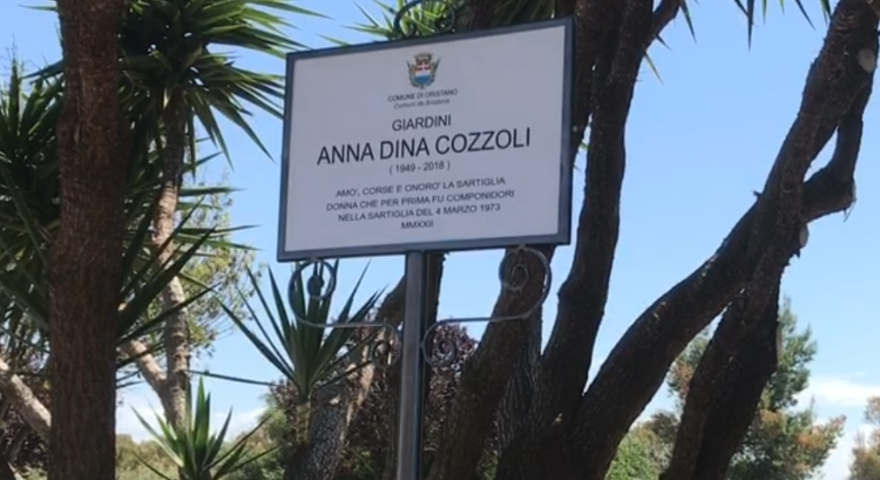 COMUNE DI ORISTANO
Comuni de Aristanis
GIARDINI
ANNA DINA COZZOLI
( 1949 - 2018 )
AMO', CORSE E ONORO' LA SARTIGLIA
DONNA CHE PER PRIMA FU COMPONIDORI
NELLA SARTIGLIA DEL 4 MARZO 1973
MMXXII